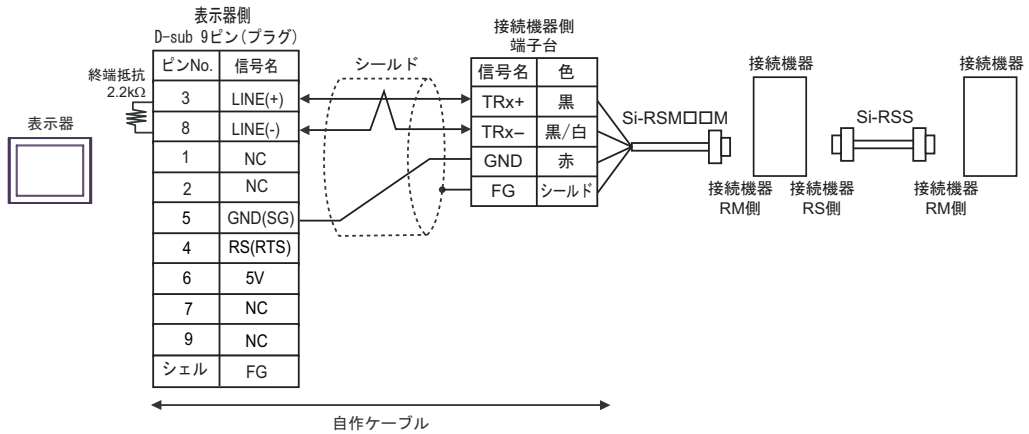 表示器側
D-sub 9ピン(プラグ)
接続機器側
端子台
終端抵抗
2.2kΩ
表示器
ピンNo. 信号名
3 LINE(+)
8 LINE(-)
1 NC
2 NC
5 GND(SG)
4 RS(RTS)
6 5V
7 NC
9 NC
シェル FG
シールド
信号名 色
TRx+ 黒
TRx− 黒/白
GND 赤
FG シールド
Si-RSM□□M
接続機器
Si-RSS
接続機器
接続機器
RM側
接続機器
RS側
接続機器
RM側
自作ケーブル